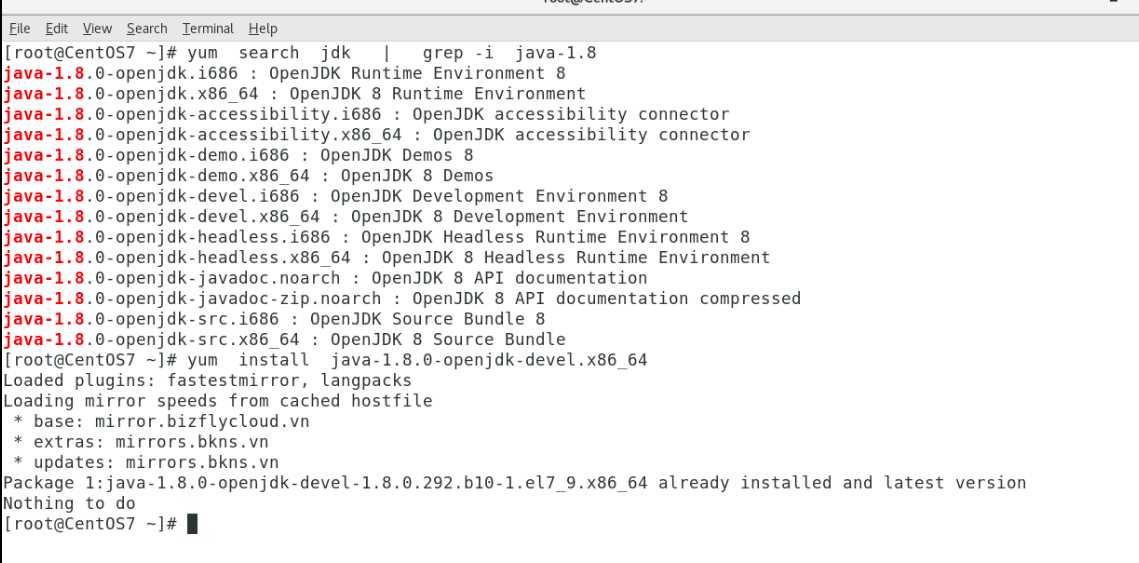 root@CentOS7:~
File Edit View Search Terminal Help
[root@CentOS7 ~]# yum  search  jdk   |   grep -i  java-1.8
java-1.8.0-openjdk.i686 : OpenJDK Runtime Environment 8
java-1.8.0-openjdk.x86_64 : OpenJDK 8 Runtime Environment
java-1.8.0-openjdk-accessibility.i686 : OpenJDK accessibility connector
java-1.8.0-openjdk-accessibility.x86_64 : OpenJDK accessibility connector
java-1.8.0-openjdk-demo.i686 : OpenJDK Demos 8
java-1.8.0-openjdk-demo.x86_64 : OpenJDK 8 Demos
java-1.8.0-openjdk-devel.i686 : OpenJDK Development Environment 8
java-1.8.0-openjdk-devel.x86_64 : OpenJDK 8 Development Environment
java-1.8.0-openjdk-headless.i686 : OpenJDK Headless Runtime Environment 8
java-1.8.0-openjdk-headless.x86_64 : OpenJDK 8 Headless Runtime Environment
java-1.8.0-openjdk-javadoc.noarch : OpenJDK 8 API documentation
java-1.8.0-openjdk-javadoc-zip.noarch : OpenJDK 8 API documentation compressed
java-1.8.0-openjdk-src.i686 : OpenJDK Source Bundle 8
java-1.8.0-openjdk-src.x86_64 : OpenJDK 8 Source Bundle
[root@CentOS7 ~]# yum  install  java-1.8.0-openjdk-devel.x86_64
Loaded plugins: fastestmirror, langpacks
Loading mirror speeds from cached hostfile
 * base: mirror.bizflycloud.vn
 * extras: mirrors.bkns.vn
 * updates: mirrors.bkns.vn
Package 1:java-1.8.0-openjdk-devel-1.8.0.292.b10-1.el7_9.x86_64 already installed and latest version
Nothing to do
[root@CentOS7 ~]#